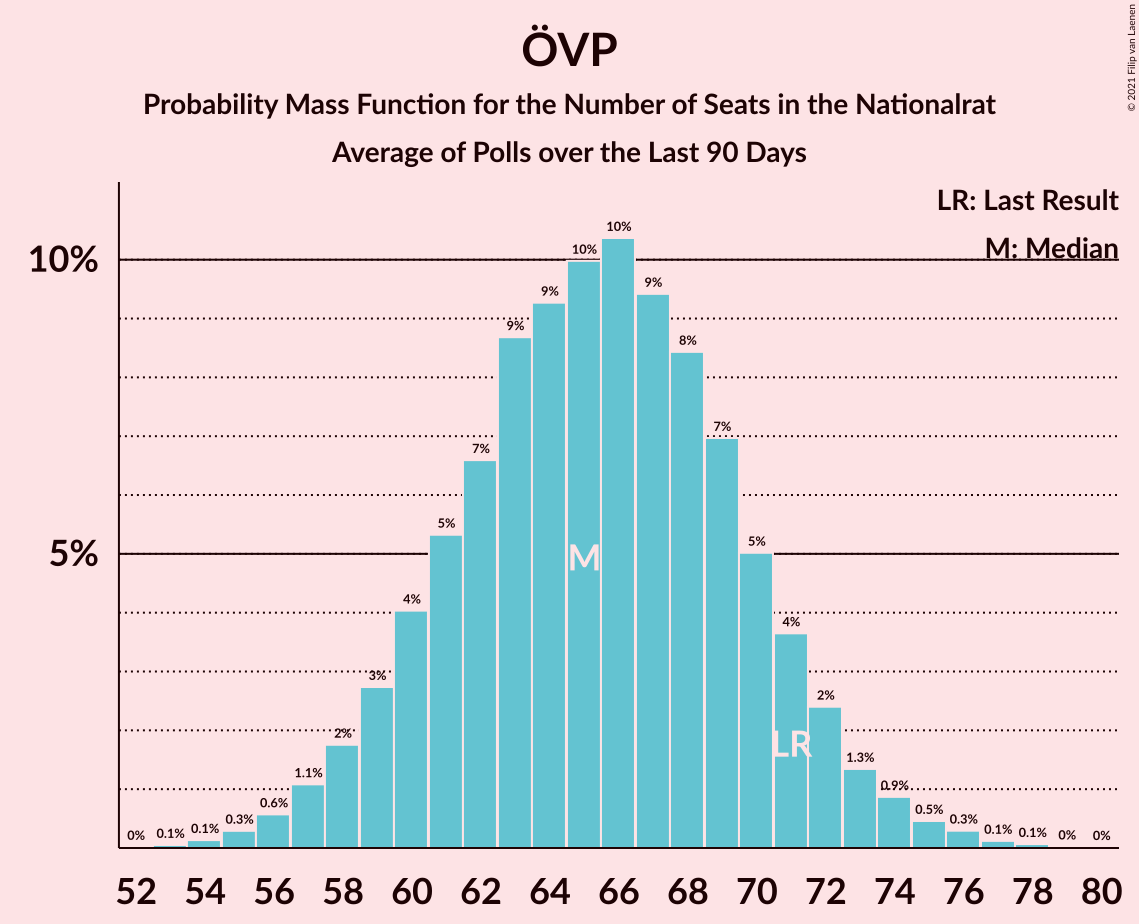 ÖVP
Probability Mass Function for the Number of Seats in the Nationalrat
Average of Polls over the Last 90 Days
© 2021 Filip van Laenen
LR: Last Result
M: Median
10%
5%
0% 0.1% 0.1% 0.3% 0.6% 1.1% 2% 3% 4% 5% 7% 9% 9% 10% 10% 9% 8% 7% 5% 4% 2% 1.3% 0.9% 0.5% 0.3% 0.1% 0.1% 0% 0%
M
LR
52 54 56 58 60 62 64 66 68 70 72 74 76 78 80